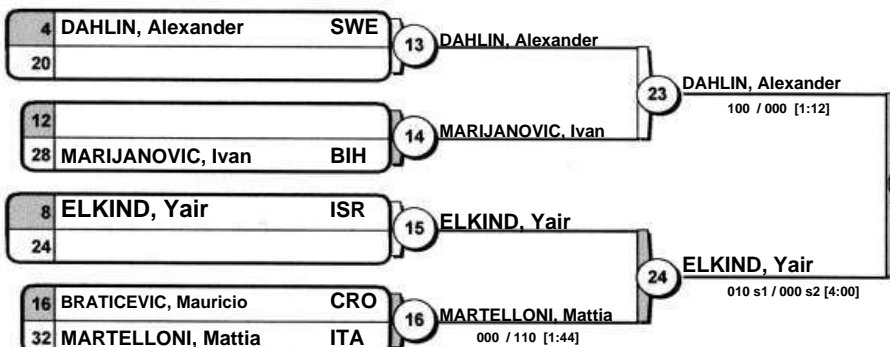 4 DAHLIN, Alexander SWE
20
13 DAHLIN, Alexander
12
28 MARIJANOVIC, Ivan BIH
14 MARIJANOVIC, Ivan
23 DAHLIN, Alexander
100 / 000 [1:12]
8 ELKIND, Yair ISR
24
15 ELKIND, Yair
16 BRATICEVIC, Mauricio CRO
32 MARTELLONI, Mattia ITA
16 MARTELLONI, Mattia
000 / 110 [1:44]
24 ELKIND, Yair
010 s1 / 000 s2 [4:00]